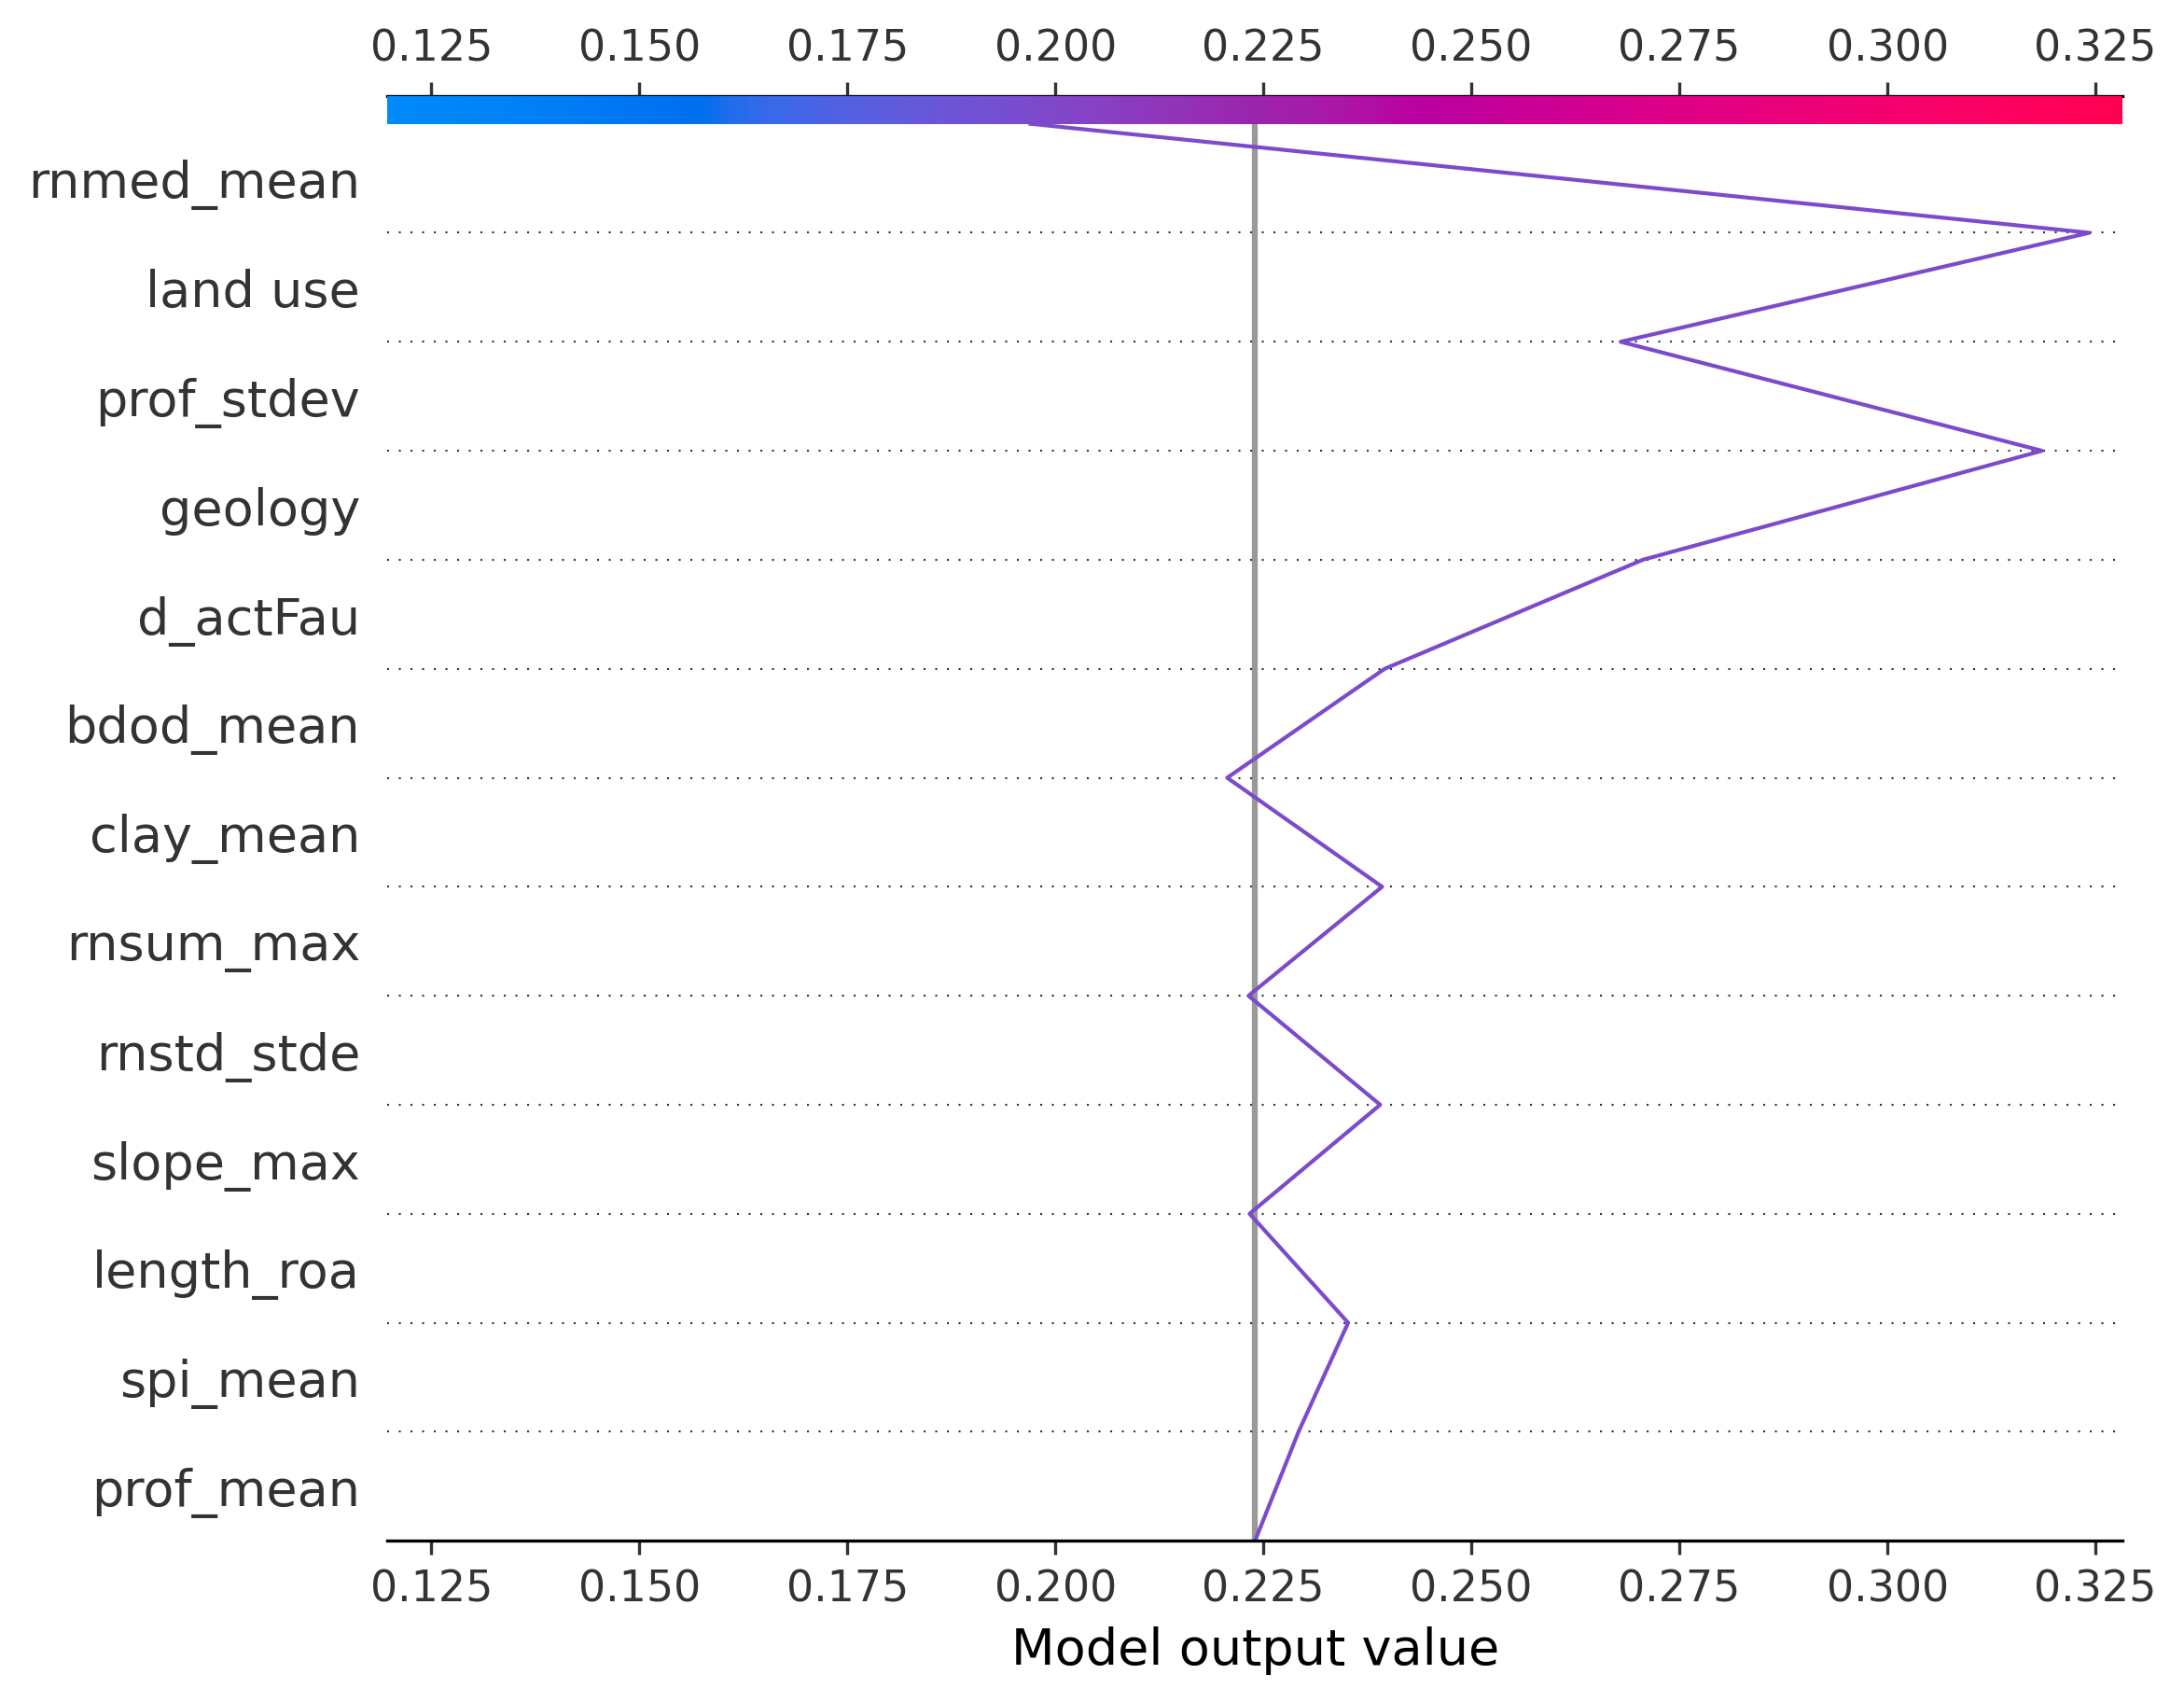 0.125 0.150 0.175 0.200 0.225 0.250 0.275 0.300 0.325
rnmed_mean
land use
prof_stdev
geology
d_actFau
bdod_mean
clay_mean
rnsum_max
rnstd_stde
slope_max
length_roa
spi_mean
prof_mean
0.125 0.150 0.175 0.200 0.225 0.250 0.275 0.300 0.325
Model output value